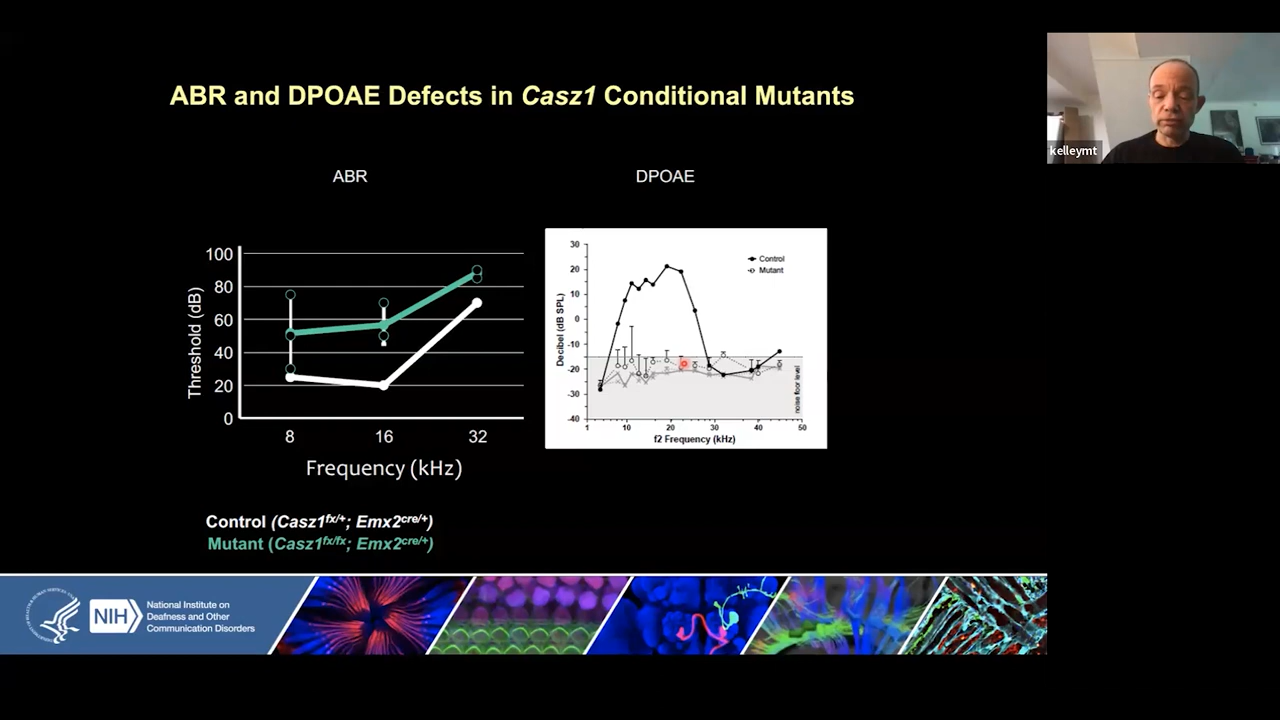 ABR and DPOAE Defects in Casz1 Conditional Mutants
kelleymt
ABR
DPOAE
Threshold (dB)
100
80
60
40
20
0
8 16 32
Frequency (kHz)
Decibel (dB SPL)
30
20
10
0
-10
-20
-30
-40
Control
Mutant
noise floor level
1 10 20 30 40 50
f2 Frequency (kHz)
Control (Casz1fx/+; Emx2cre/+)
Mutant (Casz1fx/fx; Emx2cre/+)
NIH
National Institute on
Deafness and Other
Communication Disorders